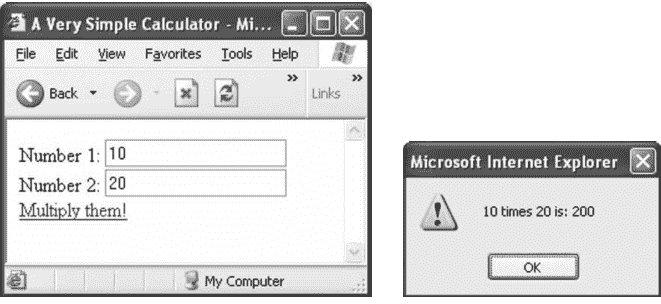 A Very Simple Calculator - Mi...
File Edit View Favorites Tools Help
Back » Links »
Number 1: 10
Number 2: 20
Multiply them!
My Computer
Microsoft Internet Explorer
10 times 20 is: 200
OK